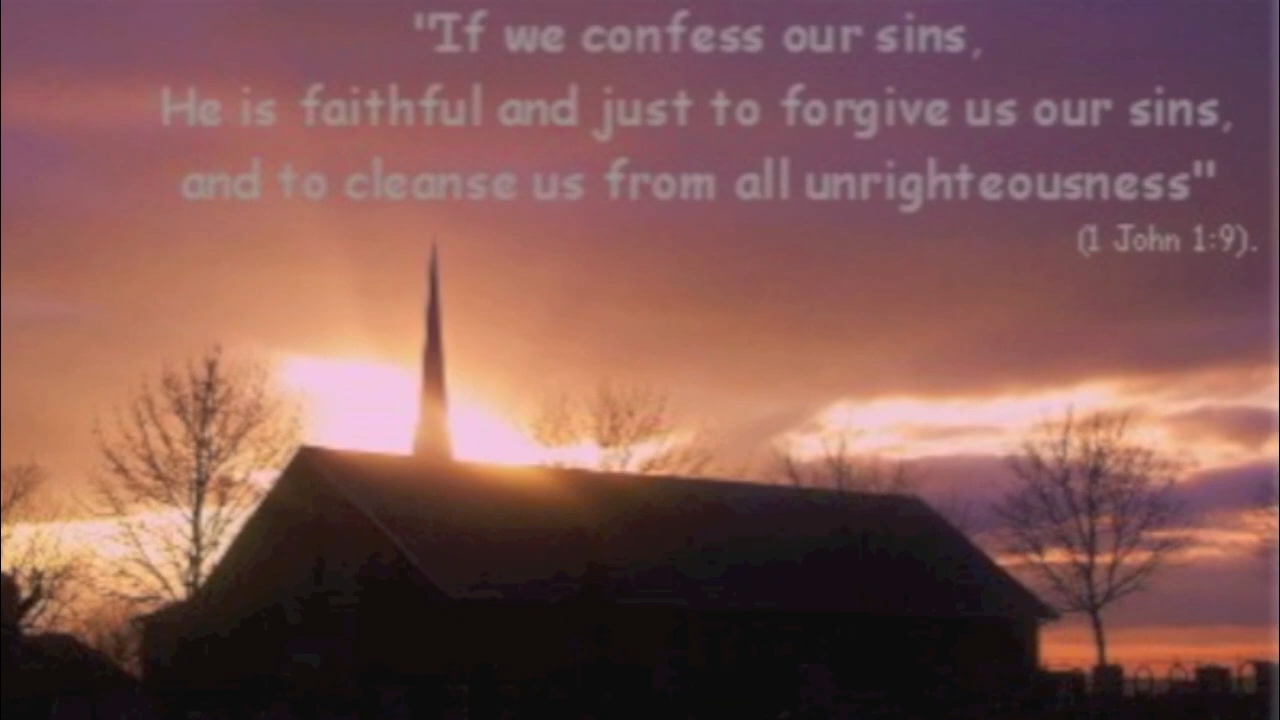 "If we confess our sins,
He is faithful and just to forgive us our sins,
and to cleanse us from all unrighteousness"
(1 John 1:9).